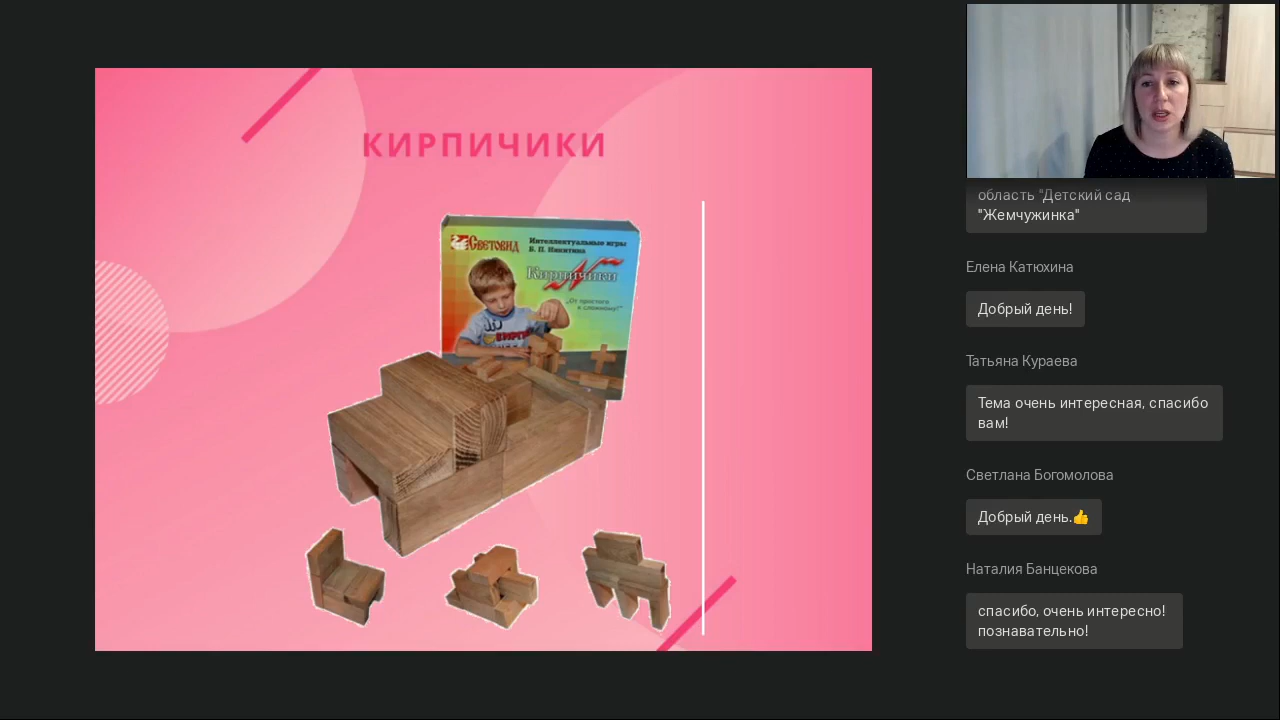 КИРПИЧИКИ
СВЕТОВИД
Интеллектуальные игры
Б. П. Никитина
Кирпичики
„От простого
к сложному!"
область "Детский сад
"Жемчужинка"
Елена Катюхина
Добрый день!
Татьяна Кураева
Тема очень интересная, спасибо
вам!
Светлана Богомолова
Добрый день.👍
Наталия Банцекова
спасибо, очень интересно!
познавательно!